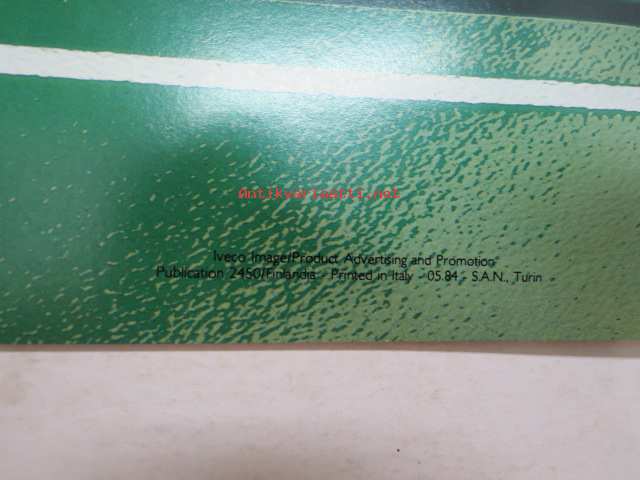 Antikvariaatti.net
Iveco Image/Product Advertising and Promotion
Publication 2450/Finlandia - Printed in Italy - 05.84 - S.A.N., Turin